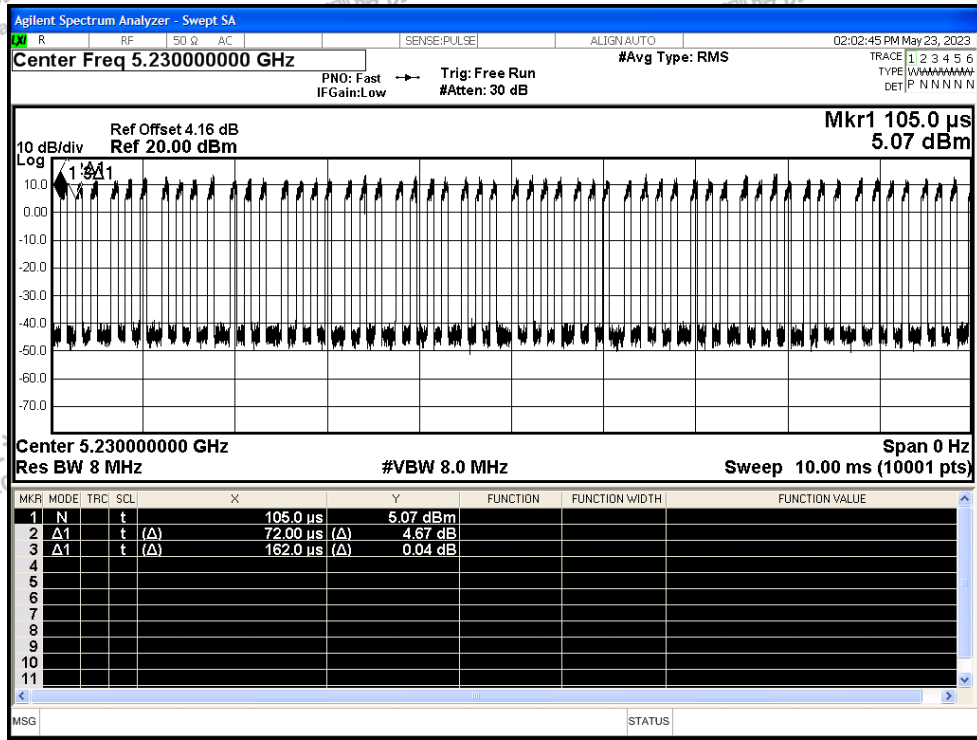 Agilent Spectrum Analyzer - Swept SA
LXI R RF 50 Ω AC SENSE:PULSE ALIGN AUTO 02:02:45 PM May 23, 2023
Center Freq 5.230000000 GHz #Avg Type: RMS TRACE 1 2 3 4 5 6
PNO: Fast Trig: Free Run TYPE
IFGain:Low #Atten: 30 dB DET P N N N N N
Mkr1 105.0 µs
Ref Offset 4.16 dB
10 dB/div Ref 20.00 dBm 5.07 dBm
Log
10.0
0.00
-10.0
-20.0
-30.0
-40.0
-50.0
-60.0
-70.0
Center 5.230000000 GHz Span 0 Hz
Res BW 8 MHz #VBW 8.0 MHz Sweep 10.00 ms (10001 pts)
MKR MODE TRC SCL X Y FUNCTION FUNCTION WIDTH FUNCTION VALUE
1 N t 105.0 µs 5.07 dBm
2 Δ1 t (Δ) 72.00 µs (Δ) 4.67 dB
3 Δ1 t (Δ) 162.0 µs (Δ) 0.04 dB
4
5
6
7
8
9
10
11
MSG STATUS